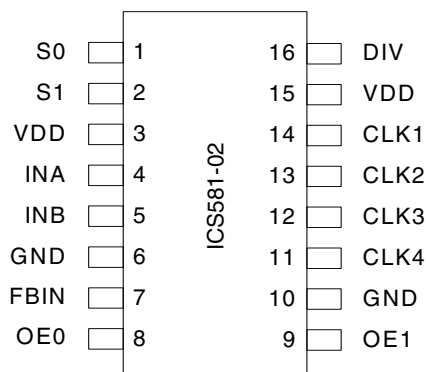 S0 1 16 DIV
S1 2 15 VDD
VDD 3 14 CLK1
INA 4 13 CLK2
INB 5 12 CLK3
GND 6 11 CLK4
FBIN 7 10 GND
OE0 8 9 OE1
ICS581-02